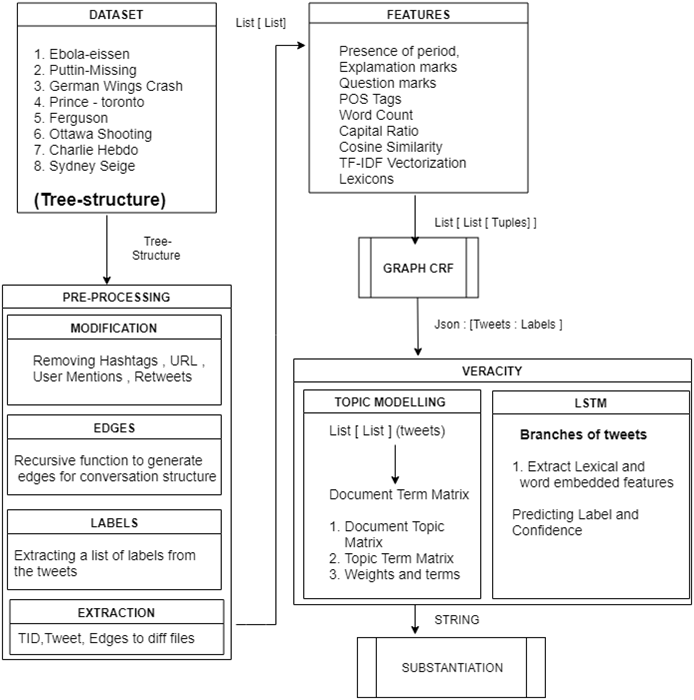 DATASET
1. Ebola-eissen
2. Puttin-Missing
3. German Wings Crash
4. Prince - toronto
5. Ferguson
6. Ottawa Shooting
7. Charlie Hebdo
8. Sydney Seige
(Tree-structure)
Tree-
Structure
PRE-PROCESSING
MODIFICATION
Removing Hashtags , URL ,
User Mentions , Retweets
EDGES
Recursive function to generate
edges for conversation structure
LABELS
Extracting a list of labels from
the tweets
EXTRACTION
TID,Tweet, Edges to diff files
List [ List]
FEATURES
Presence of period,
Explamation marks
Question marks
POS Tags
Word Count
Capital Ratio
Cosine Similarity
TF-IDF Vectorization
Lexicons
List [ List [ Tuples] ]
GRAPH CRF
Json : [Tweets : Labels ]
VERACITY
TOPIC MODELLING
List [ List ] (tweets)
Document Term Matrix
1. Document Topic
Matrix
2. Topic Term Matrix
3. Weights and terms
LSTM
Branches of tweets
1. Extract Lexical and
word embedded features
Predicting Label and
Confidence
STRING
SUBSTANTIATION